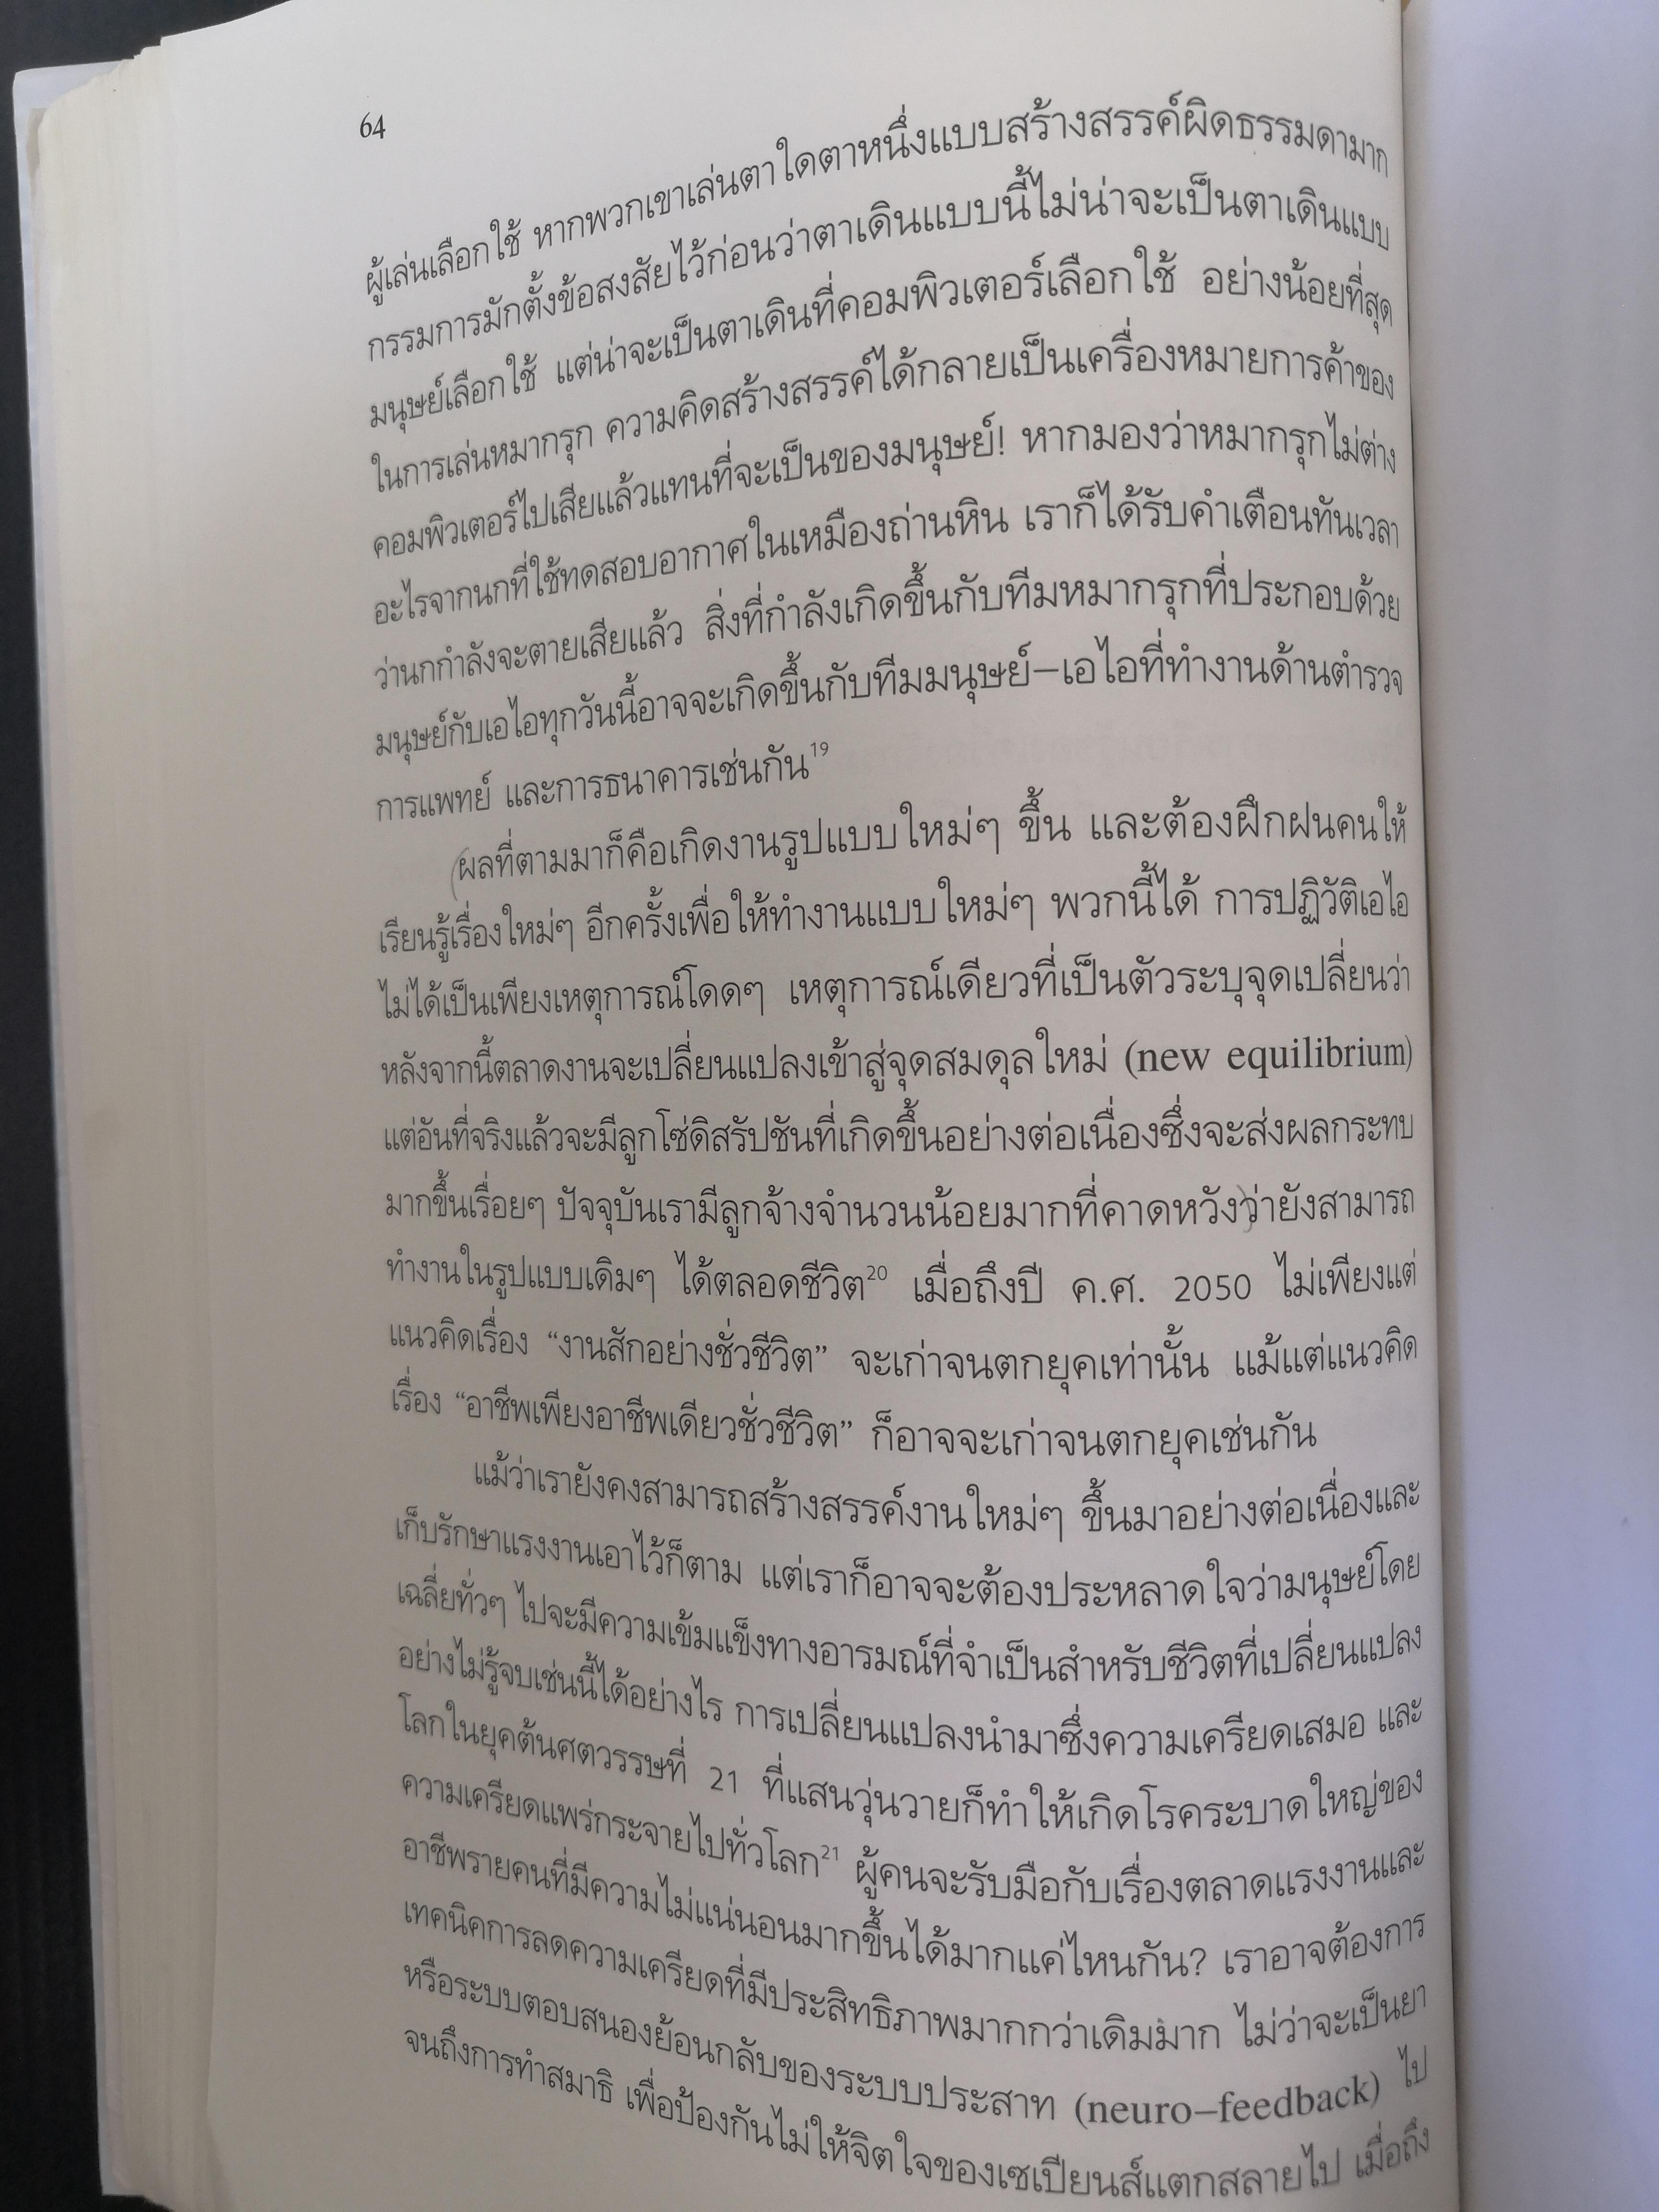 64
ผู้เล่นเลือกใช้ หากพวกเขาเล่นตาใดตาหนึ่งแบบสร้างสรรค์ผิดธรรมดามาก
กรรมการมักตั้งข้อสงสัยไว้ก่อนว่าตาเดินแบบนี้ไม่น่าจะเป็นตาเดินแบบ
มนุษย์เลือกใช้ แต่น่าจะเป็นตาเดินที่คอมพิวเตอร์เลือกใช้ อย่างน้อยที่สุด
ในการเล่นหมากรุก ความคิดสร้างสรรค์ได้กลายเป็นเครื่องหมายการค้าของ
คอมพิวเตอร์ไปเสียแล้วแทนที่จะเป็นของมนุษย์! หากมองว่าหมากรุกไม่ต่าง
อะไรจากนกที่ใช้ทดสอบอากาศในเหมืองถ่านหิน เราก็ได้รับคำเตือนทันเวลา
ว่านกกำลังจะตายเสียแล้ว สิ่งที่กำลังเกิดขึ้นกับทีมหมากรุกที่ประกอบด้วย
มนุษย์กับเอไอทุกวันนี้อาจจะเกิดขึ้นกับทีมมนุษย์–เอไอที่ทำงานด้านตำรวจ
การแพทย์ และการธนาคารเช่นกัน19
ผลที่ตามมาก็คือเกิดงานรูปแบบใหม่ๆ ขึ้น และต้องฝึกฝนคนให้
เรียนรู้เรื่องใหม่ๆ อีกครั้งเพื่อให้ทำงานแบบใหม่ๆ พวกนี้ได้ การปฏิวัติเอไอ
ไม่ได้เป็นเพียงเหตุการณ์โดดๆ เหตุการณ์เดียวที่เป็นตัวระบุจุดเปลี่ยนว่า
หลังจากนี้ตลาดงานจะเปลี่ยนแปลงเข้าสู่จุดสมดุลใหม่ (new equilibrium)
แต่อันที่จริงแล้วจะมีลูกโซ่ดิสรัปชันที่เกิดขึ้นอย่างต่อเนื่องซึ่งจะส่งผลกระทบ
มากขึ้นเรื่อยๆ ปัจจุบันเรามีลูกจ้างจำนวนน้อยมากที่คาดหวังว่ายังสามารถ
ทำงานในรูปแบบเดิมๆ ได้ตลอดชีวิต20 เมื่อถึงปี ค.ศ. 2050 ไม่เพียงแต่
แนวคิดเรื่อง “งานสักอย่างชั่วชีวิต” จะเก่าจนตกยุคเท่านั้น แม้แต่แนวคิด
เรื่อง “อาชีพเพียงอาชีพเดียวชั่วชีวิต” ก็อาจจะเก่าจนตกยุคเช่นกัน
แม้ว่าเรายังคงสามารถสร้างสรรค์งานใหม่ๆ ขึ้นมาอย่างต่อเนื่องและ
เก็บรักษาแรงงานเอาไว้ก็ตาม แต่เราก็อาจจะต้องประหลาดใจว่ามนุษย์โดย
เฉลี่ยทั่วๆ ไปจะมีความเข้มแข็งทางอารมณ์ที่จำเป็นสำหรับชีวิตที่เปลี่ยนแปลง
อย่างไม่รู้จบเช่นนี้ได้อย่างไร การเปลี่ยนแปลงนำมาซึ่งความเครียดเสมอ และ
โลกในยุคต้นศตวรรษที่ 21 ที่แสนวุ่นวายก็ทำให้เกิดโรคระบาดใหญ่ของ
ความเครียดแพร่กระจายไปทั่วโลก21 ผู้คนจะรับมือกับเรื่องตลาดแรงงานและ
อาชีพรายคนที่มีความไม่แน่นอนมากขึ้นได้มากแค่ไหนกัน? เราอาจต้องการ
เทคนิคการลดความเครียดที่มีประสิทธิภาพมากกว่าเดิมมาก ไม่ว่าจะเป็นยา
หรือระบบตอบสนองย้อนกลับของระบบประสาท (neuro–feedback) ไป
จนถึงการทำสมาธิ เพื่อป้องกันไม่ให้จิตใจของเซเปียนส์แตกสลายไป เมื่อถึง